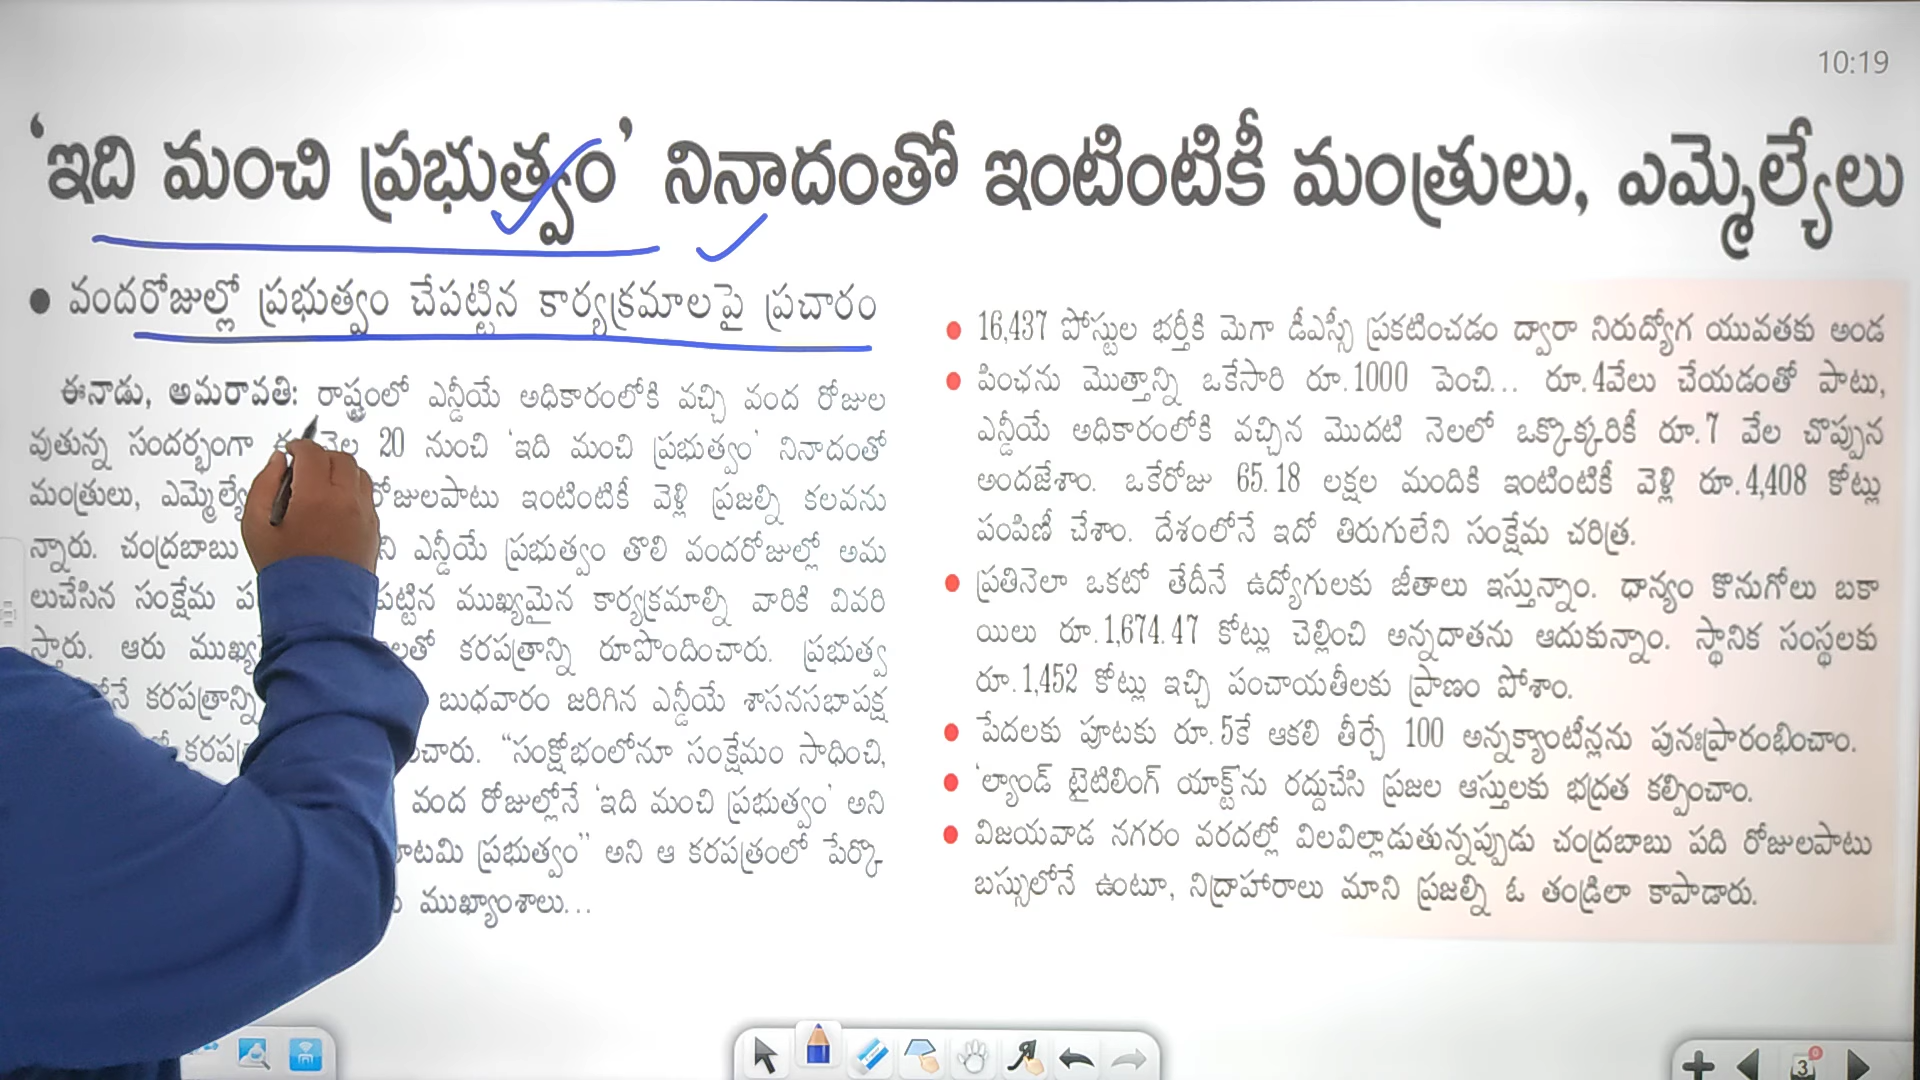 10:19
‘ఇది మంచి ప్రభుత్వం’ నినాదంతో ఇంటింటికీ మంత్రులు, ఎమ్మెల్యేలు
● వందరోజుల్లో ప్రభుత్వం చేపట్టిన కార్యక్రమాలపై ప్రచారం
ఈనాడు, అమరావతి: రాష్ట్రంలో ఎన్డీయే అధికారంలోకి వచ్చి వంద రోజుల
వుతున్న సందర్భంగా ఈ నెల 20 నుంచి ‘ఇది మంచి ప్రభుత్వం’ నినాదంతో
మంత్రులు, రోజులపాటు ఇంటింటికీ వెళ్లి ప్రజల్ని కలవను
న్నారు. చంద్రబాబు ఎన్డీయే ప్రభుత్వం తొలి వందరోజుల్లో అమ
లుచేసిన సంక్షేమ ముఖ్యమైన కార్యక్రమాల్ని వారికి వివరి
స్తారు. ఆరు కరపత్రాన్ని రూపొందించారు. ప్రభుత్వ
కరపత్రాన్ని బుధవారం జరిగిన ఎన్డీయే శాసనసభాపక్ష
“సంక్షోభంలోనూ సంక్షేమం సాధించి,
వంద రోజుల్లోనే ‘ఇది మంచి ప్రభుత్వం’ అని
ప్రభుత్వం” అని ఆ కరపత్రంలో పేర్కొ
ముఖ్యాంశాలు...
● 16,437 పోస్టుల భర్తీకి మెగా డీఎస్సీ ప్రకటించడం ద్వారా నిరుద్యోగ యువతకు అండ
● పింఛను మొత్తాన్ని ఒకేసారి రూ.1000 పెంచి... రూ.4వేలు చేయడంతో పాటు,
ఎన్డీయే అధికారంలోకి వచ్చిన మొదటి నెలలో ఒక్కొక్కరికీ రూ.7 వేల చొప్పున
అందజేశాం. ఒకేరోజు 65.18 లక్షల మందికి ఇంటింటికీ వెళ్లి రూ.4,408 కోట్లు
పంపిణీ చేశాం. దేశంలోనే ఇదో తిరుగులేని సంక్షేమ చరిత్ర.
● ప్రతినెలా ఒకటో తేదీనే ఉద్యోగులకు జీతాలు ఇస్తున్నాం. ధాన్యం కొనుగోలు బకా
యిలు రూ.1,674.47 కోట్లు చెల్లించి అన్నదాతను ఆదుకున్నాం. స్థానిక సంస్థలకు
రూ.1,452 కోట్లు ఇచ్చి పంచాయతీలకు ప్రాణం పోశాం.
● పేదలకు పూటకు రూ.5కే ఆకలి తీర్చే 100 అన్నక్యాంటీన్లను పునఃప్రారంభించాం.
● ‘ల్యాండ్ టైటిలింగ్ యాక్ట్’ను రద్దుచేసి ప్రజల ఆస్తులకు భద్రత కల్పించాం.
● విజయవాడ నగరం వరదల్లో విలవిల్లాడుతున్నప్పుడు చంద్రబాబు పది రోజులపాటు
బస్సులోనే ఉంటూ, నిద్రాహారాలు మాని ప్రజల్ని ఓ తండ్రిలా కాపాడారు.
3